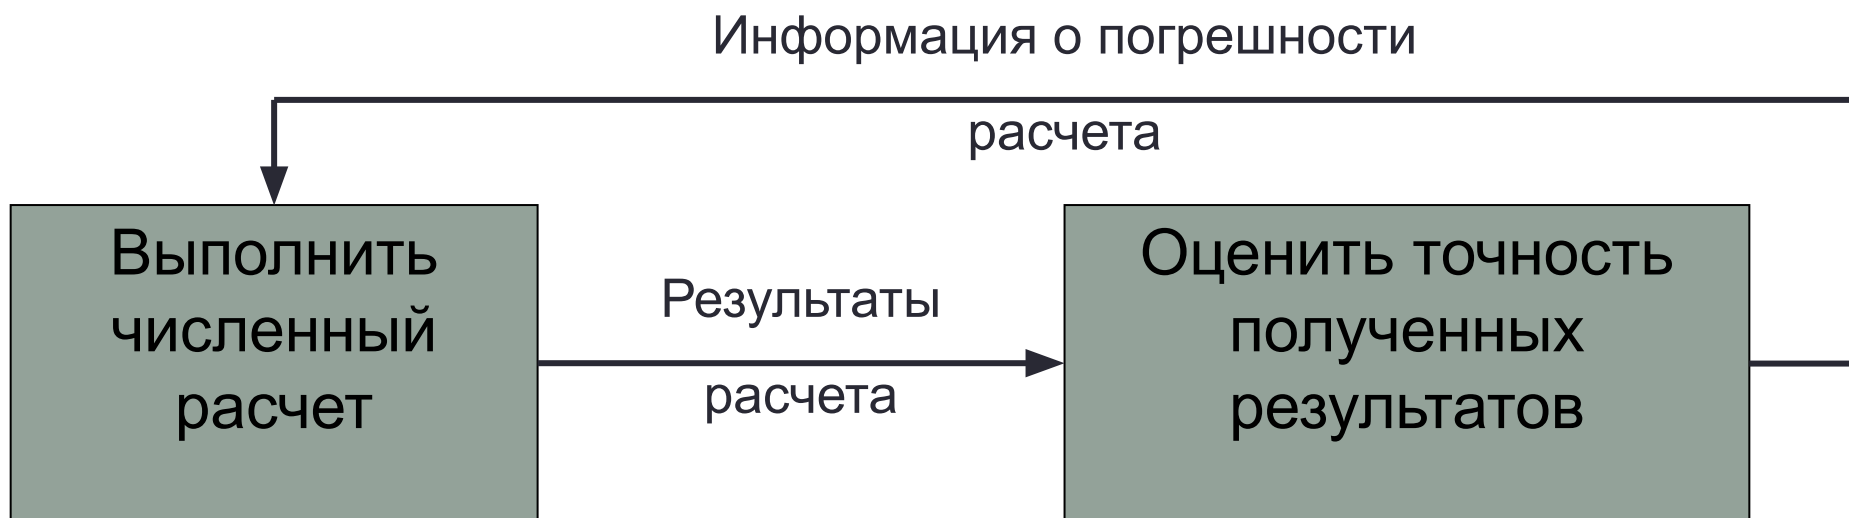 Информация о погрешности
расчета
Выполнить
численный
расчет
Результаты
расчета
Оценить точность
полученных
результатов